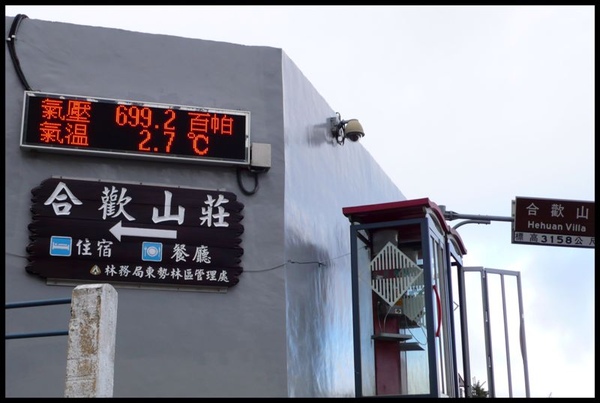 氣壓 699.2 百帕
氣溫 2.7 ℃
合歡山莊
住宿 餐廳
林務局東勢林區管理處
合歡山
Hehuan Villa
標高3158公尺